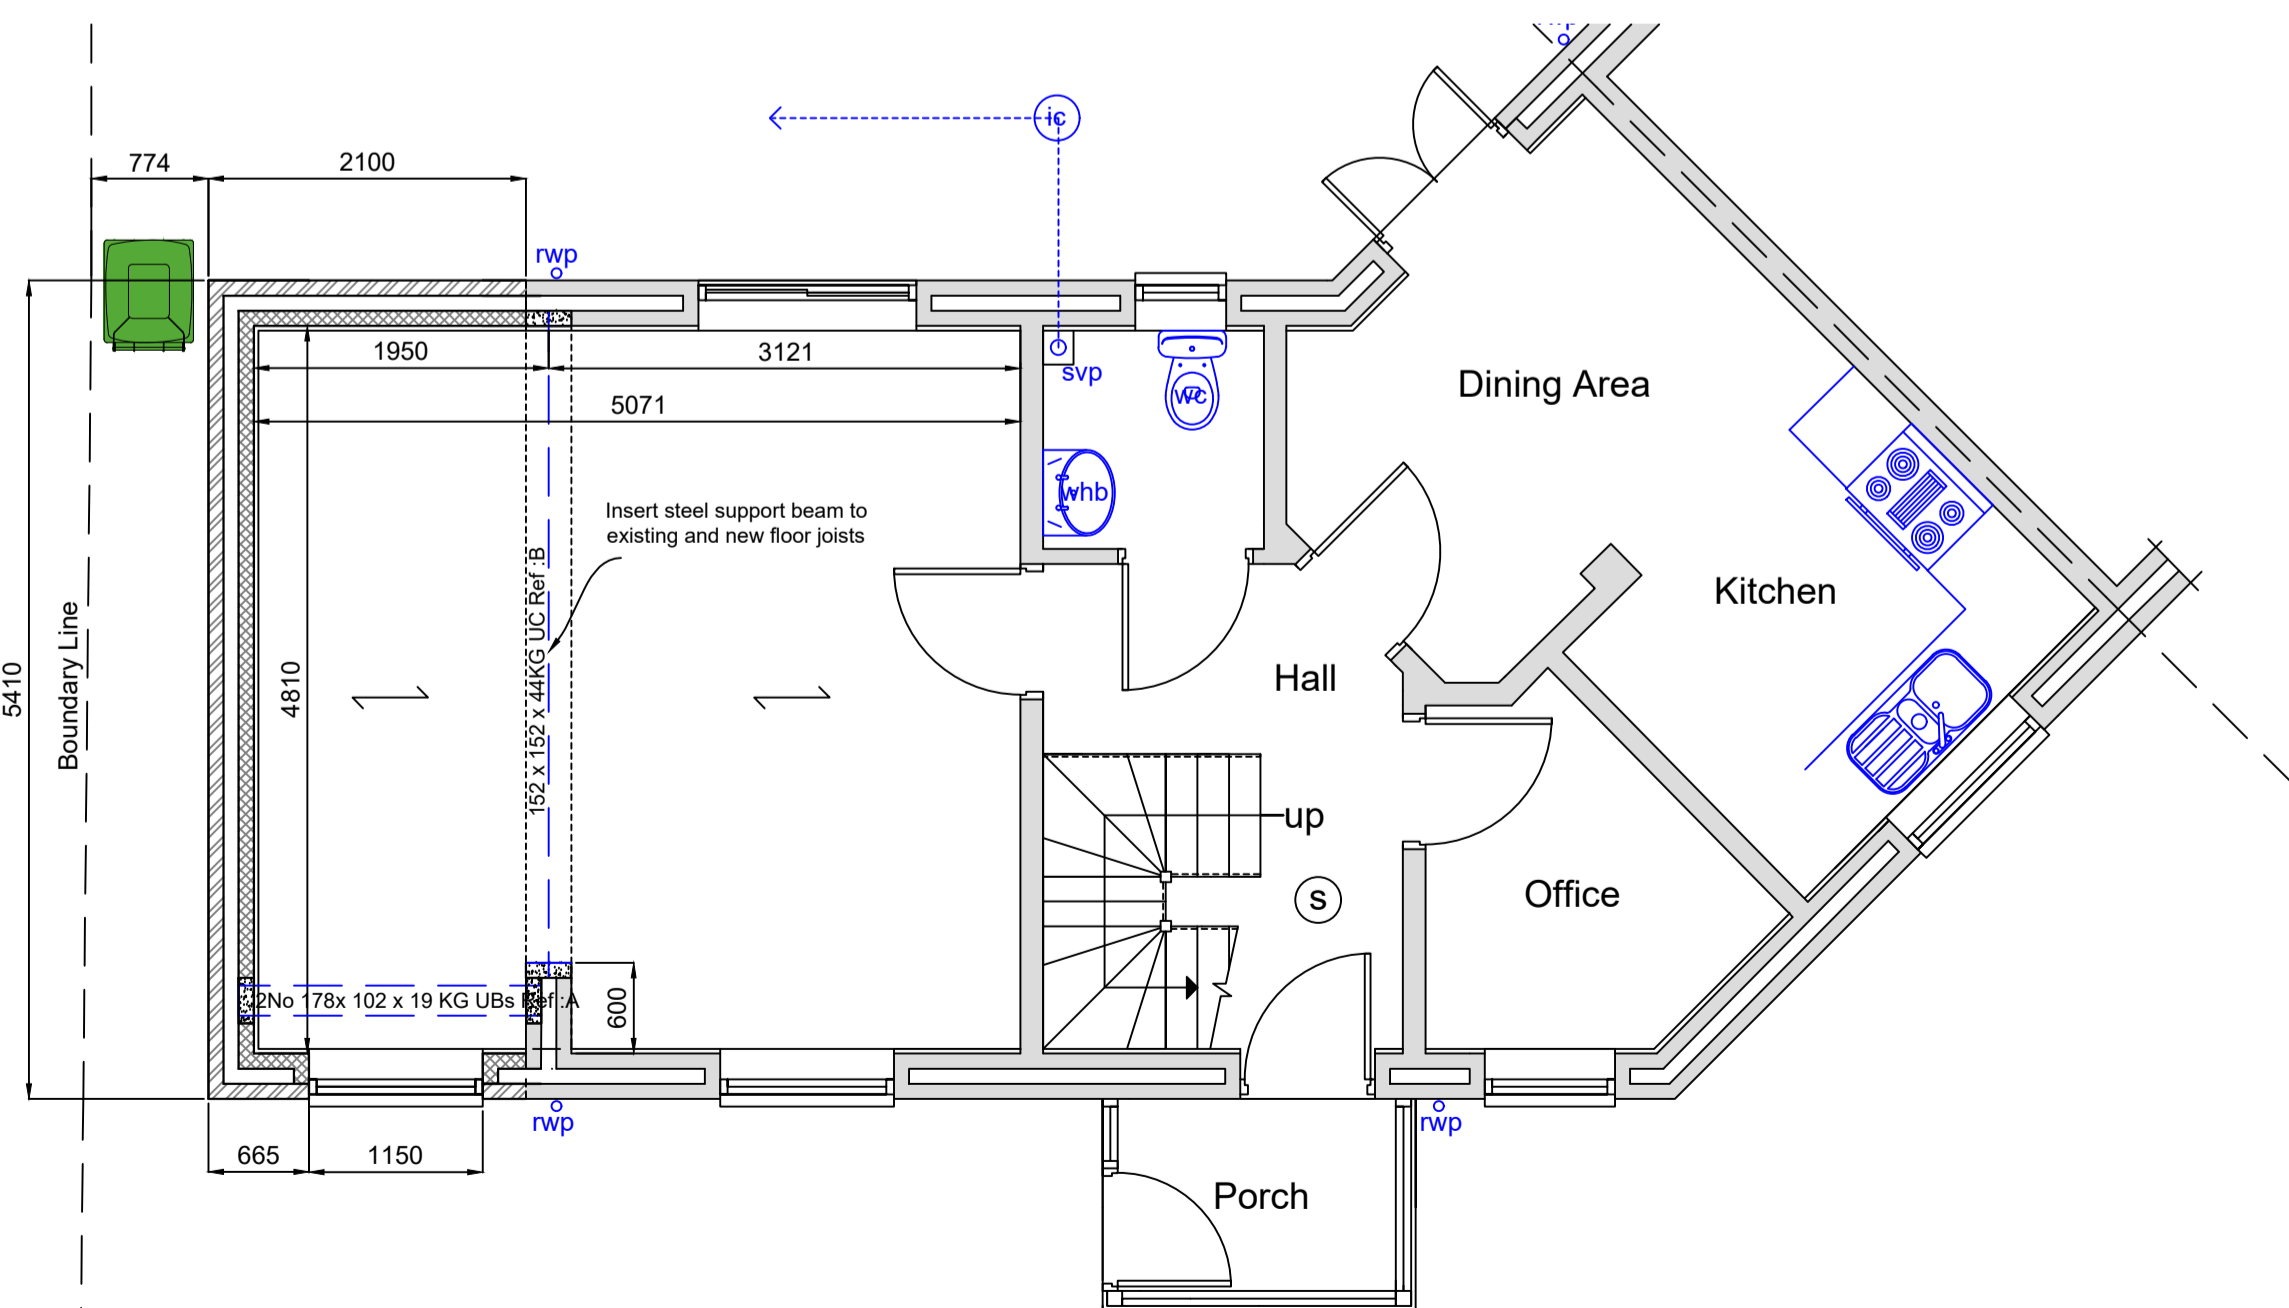 rwp
ic
774
2100
rwp
1950
3121
svp
wc
Dining Area
5071
whb
Insert steel support beam to
existing and new floor joists
152 x 152 x 44KG UC Ref :B
Kitchen
Boundary Line
5410
4810
Hall
up
s
Office
2No 178x 102 x 19 KG UBs Ref :A
600
rwp
rwp
665
1150
Porch